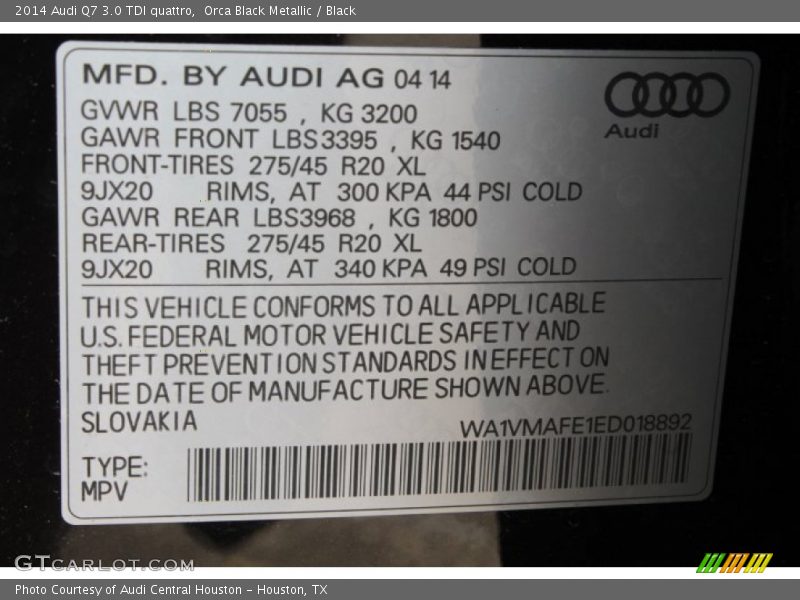 2014 Audi Q7 3.0 TDI quattro,  Orca Black Metallic / Black
MFD. BY AUDI AG 04 14
GVWR LBS 7055 , KG 3200
GAWR FRONT LBS3395 , KG 1540
FRONT-TIRES 275/45 R20 XL
9JX20 RIMS, AT 300 KPA 44 PSI COLD
GAWR REAR LBS3968 , KG 1800
REAR-TIRES 275/45 R20 XL
9JX20 RIMS, AT 340 KPA 49 PSI COLD
Audi
THIS VEHICLE CONFORMS TO ALL APPLICABLE
U.S. FEDERAL MOTOR VEHICLE SAFETY AND
THEFT PREVENTION STANDARDS IN EFFECT ON
THE DATE OF MANUFACTURE SHOWN ABOVE.
SLOVAKIA WA1VMAFE1ED018892
TYPE:
MPV
GTCARLOT.COM
Photo Courtesy of Audi Central Houston - Houston, TX